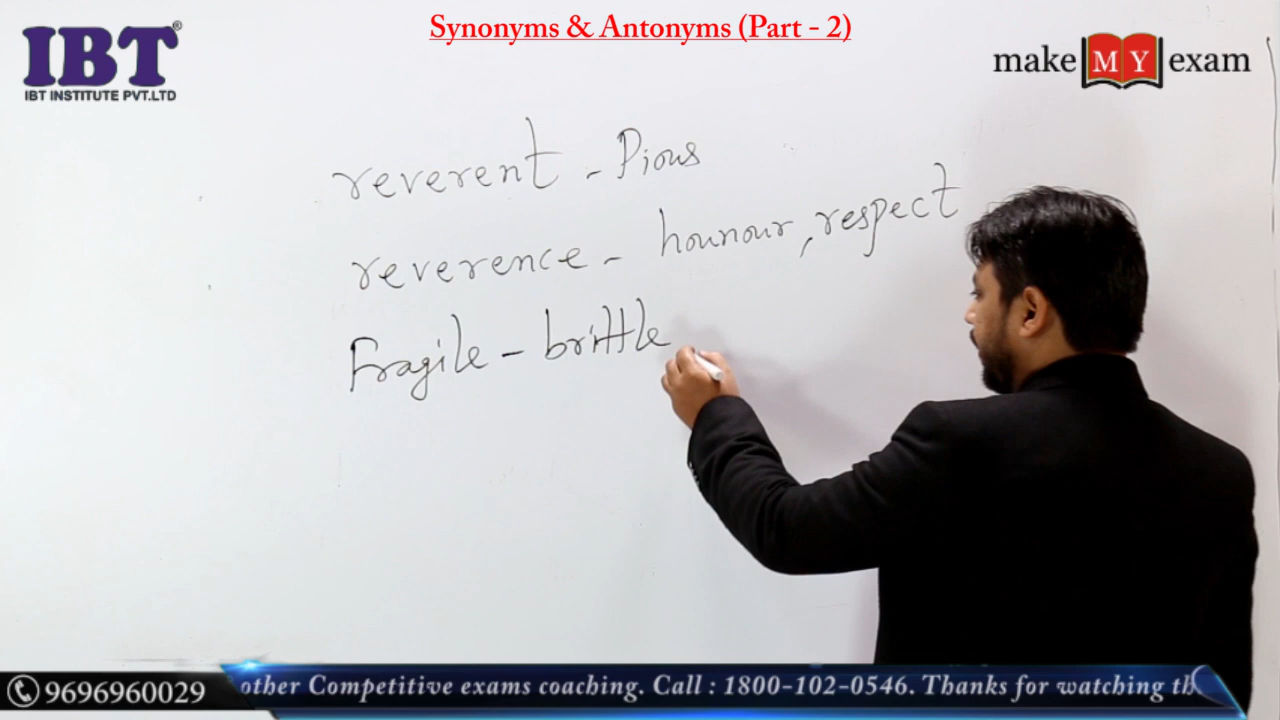 Synonyms & Antonyms (Part - 2)
IBT®
IBT INSTITUTE PVT.LTD
make MY exam
reverent - Pious
reverence - hounour, respect
Fragile - brittle
9696960029
other Competitive exams coaching. Call : 1800-102-0546. Thanks for watching th